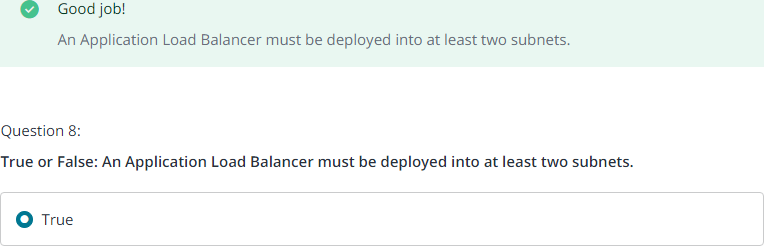 Good job!
An Application Load Balancer must be deployed into at least two subnets.
Question 8:
True or False: An Application Load Balancer must be deployed into at least two subnets.
True